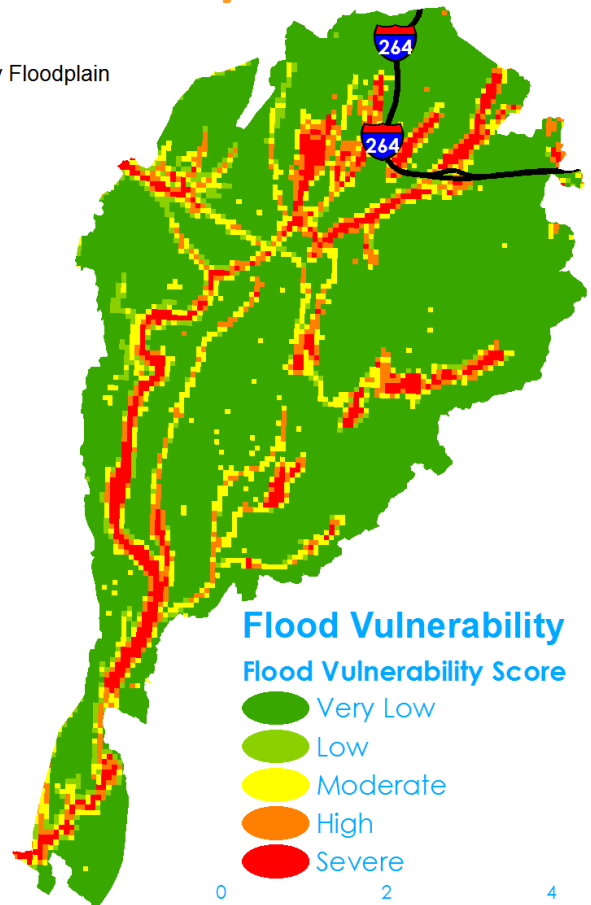 264
Floodplain
264
Flood Vulnerability
Flood Vulnerability Score
Very Low
Low
Moderate
High
Severe
0 2 4